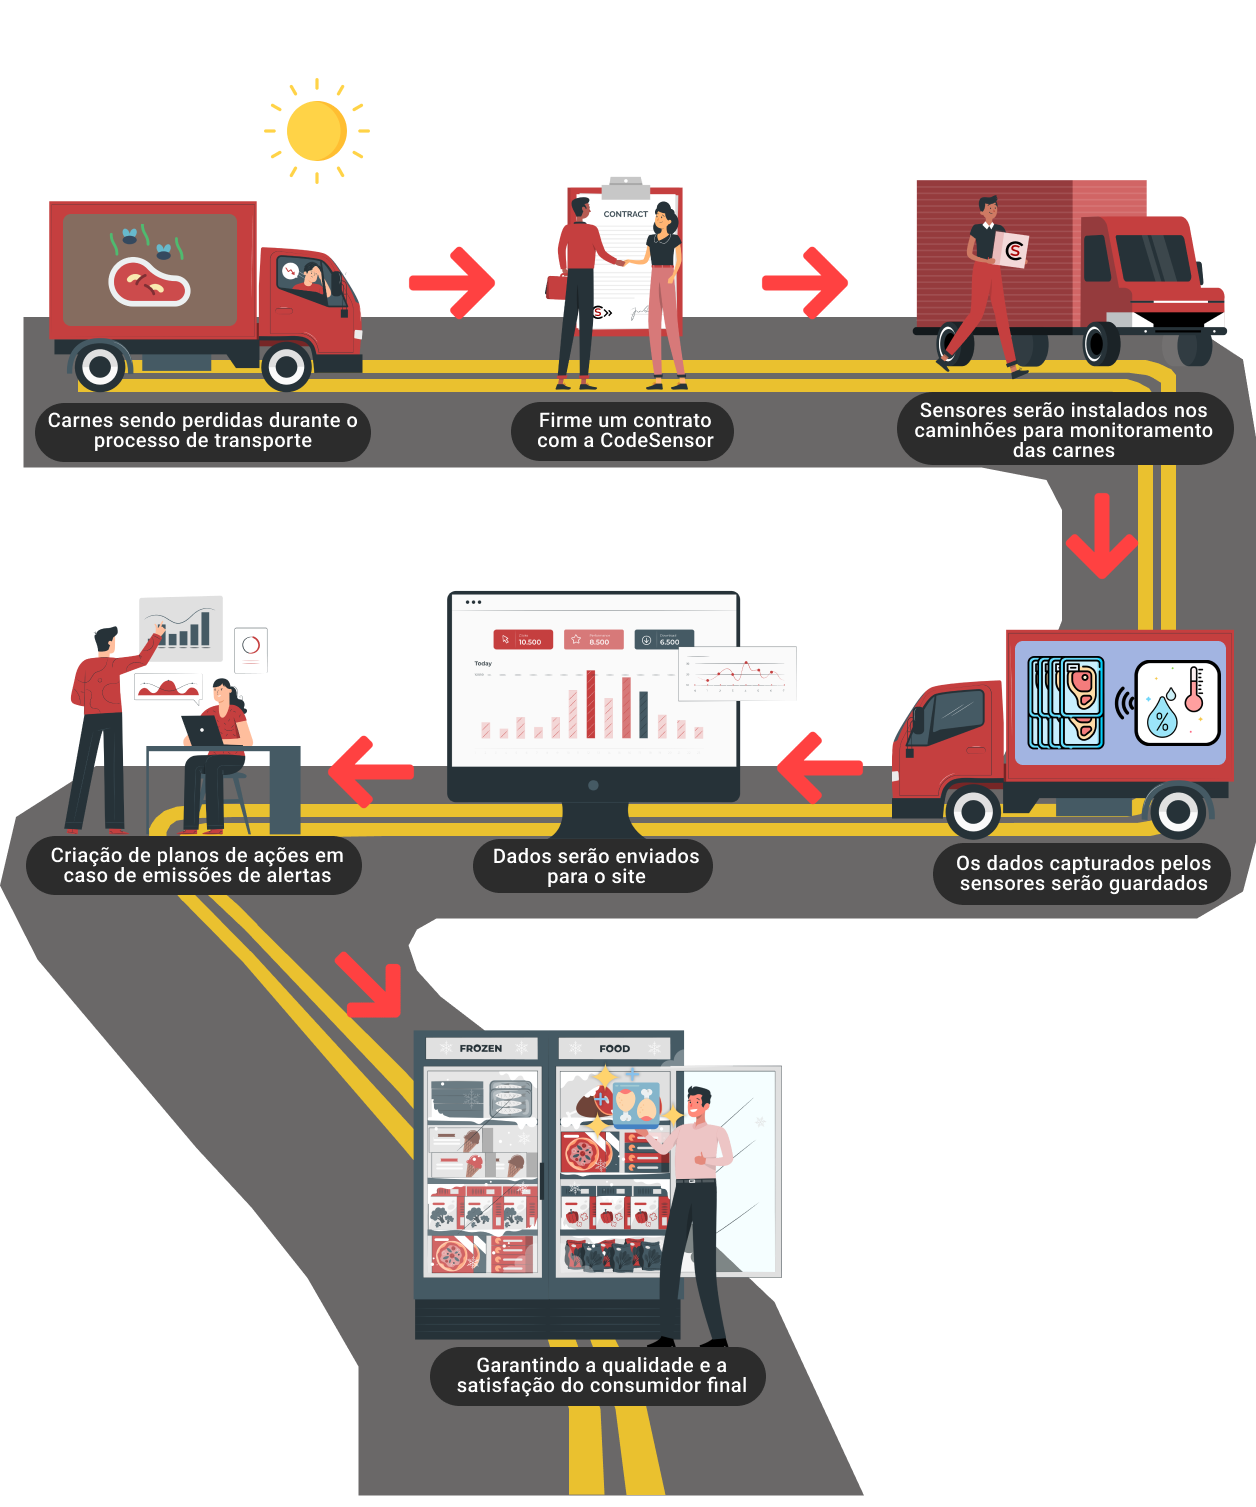 CONTRACT
CS
CS
Carnes sendo perdidas durante o
processo de transporte
Firme um contrato
com a CodeSensor
Sensores serão instalados nos
caminhões para monitoramento
das carnes
10.500
8.500
6.500
Today
%
Criação de planos de ações em
caso de emissões de alertas
Dados serão enviados
para o site
Os dados capturados pelos
sensores serão guardados
FROZEN
FOOD
Garantindo a qualidade e a
satisfação do consumidor final